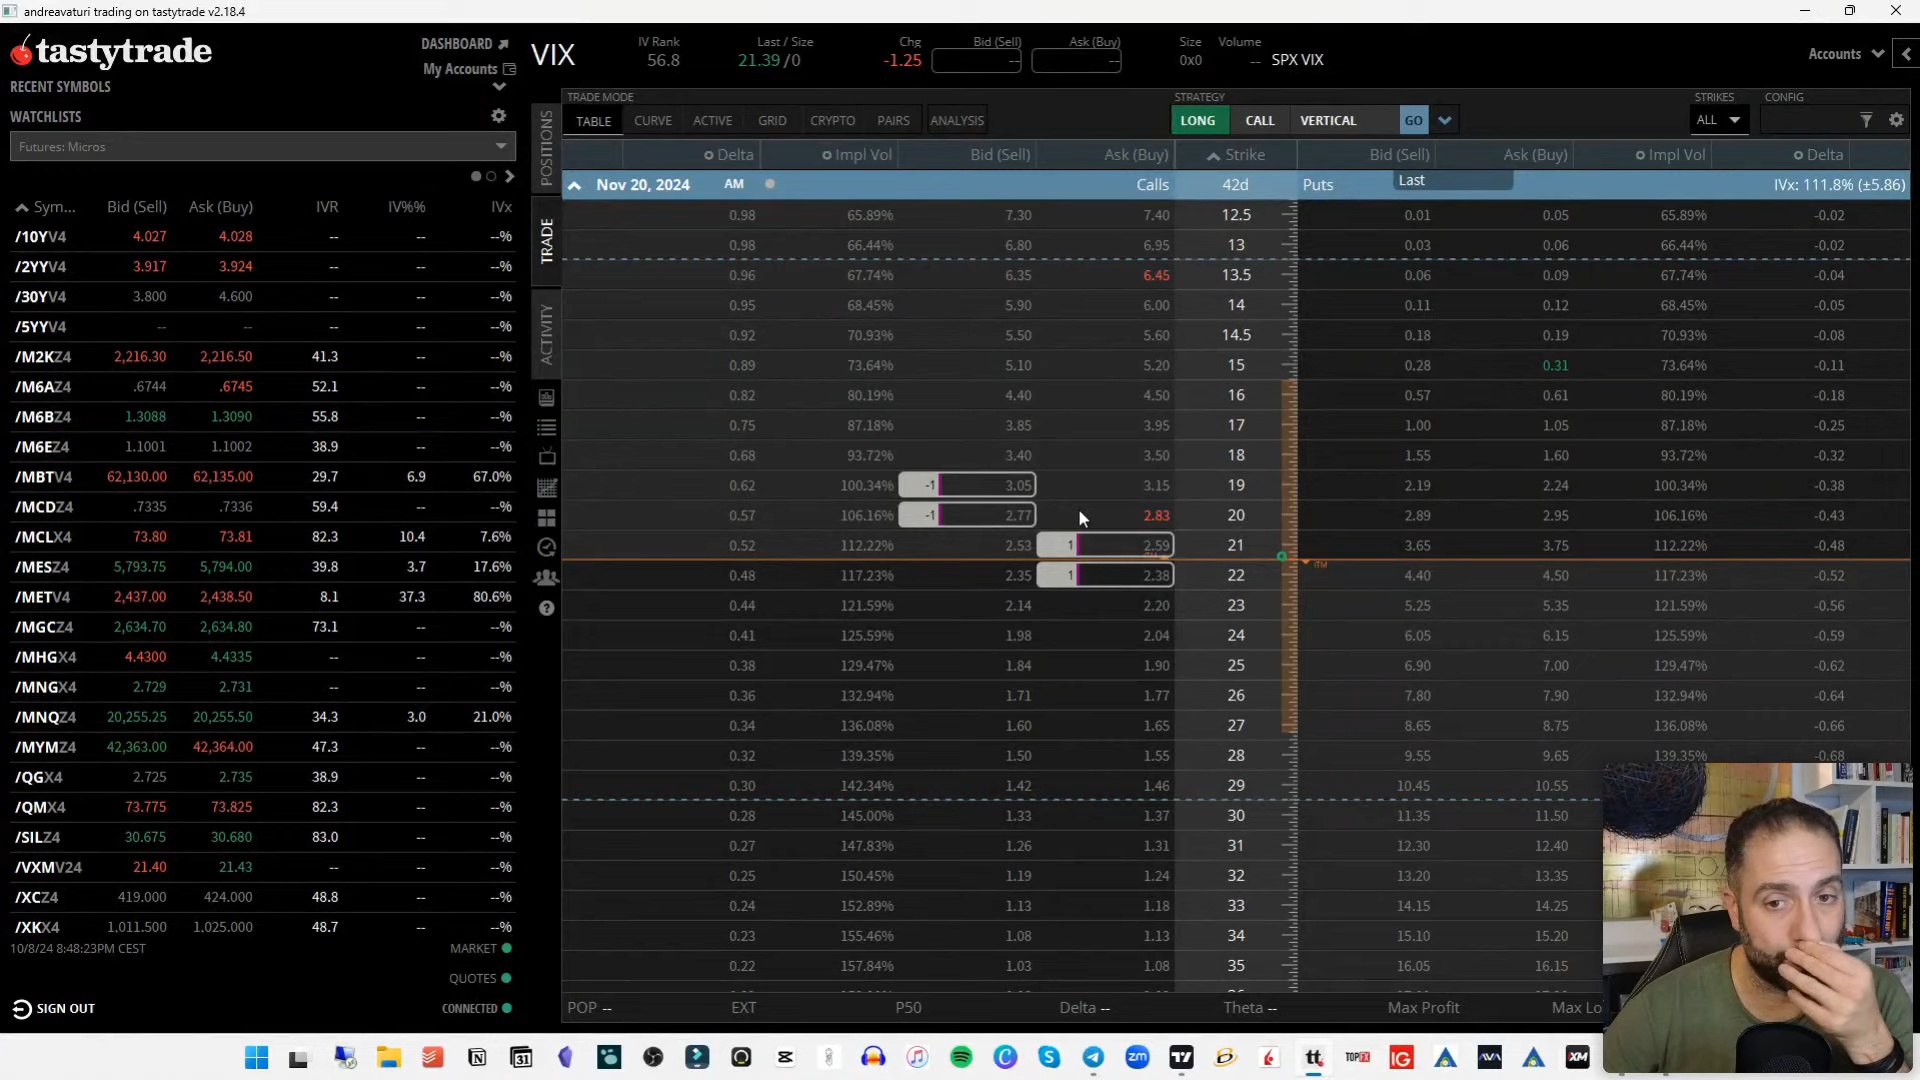 andreavaturi trading on tastytrade v2.18.4
tastytrade
DASHBOARD
My Accounts
RECENT SYMBOLS
WATCHLISTS
Futures: Micros
Sym... Bid (Sell) Ask (Buy) IVR IV%% IVx
/10YV4 4.027 4.028 -- -- --%
/2YYV4 3.917 3.924 -- -- --%
/30YV4 3.800 4.600 -- -- --%
/5YYV4 -- -- -- -- --%
/M2KZ4 2,216.30 2,216.50 41.3 -- --%
/M6AZ4 .6744 .6745 52.1 -- --%
/M6BZ4 1.3088 1.3090 55.8 -- --%
/M6EZ4 1.1001 1.1002 38.9 -- --%
/MBTV4 62,130.00 62,135.00 29.7 6.9 67.0%
/MCDZ4 .7335 .7336 59.4 -- --%
/MCLX4 73.80 73.81 82.3 10.4 7.6%
/MESZ4 5,793.75 5,794.00 39.8 3.7 17.6%
/METV4 2,437.00 2,438.50 8.1 37.3 80.6%
/MGCZ4 2,634.70 2,634.80 73.1 -- --%
/MHGX4 4.4300 4.4335 -- -- --%
/MNGX4 2.729 2.731 -- -- --%
/MNQZ4 20,255.25 20,255.50 34.3 3.0 21.0%
/MYMZ4 42,363.00 42,364.00 47.3 -- --%
/QGX4 2.725 2.735 38.9 -- --%
/QMX4 73.775 73.825 82.3 -- --%
/SILZ4 30.675 30.680 83.0 -- --%
/VXMV24 21.40 21.43 -- -- --%
/XCZ4 419.000 424.000 48.8 -- --%
/XKX4 1,011.500 1,025.000 48.7 -- --%
10/8/24 8:48:23PM CEST
MARKET
QUOTES
SIGN OUT
CONNECTED
POSITIONS
TRADE
ACTIVITY
VIX
IV Rank Last / Size Chg Bid (Sell) Ask (Buy) Size Volume
56.8 21.39 /0 -1.25 -- -- 0x0 -- SPX VIX
Accounts
TRADE MODE STRATEGY STRIKES CONFIG
TABLE CURVE ACTIVE GRID CRYPTO PAIRS ANALYSIS LONG CALL VERTICAL GO ALL
Delta Impl Vol Bid (Sell) Ask (Buy) Strike Bid (Sell) Ask (Buy) Impl Vol Delta
Last
Nov 20, 2024 AM Calls 42d Puts IVx: 111.8% (±5.86)
0.98 65.89% 7.30 7.40 12.5 0.01 0.05 65.89% -0.02
0.98 66.44% 6.80 6.95 13 0.03 0.06 66.44% -0.02
0.96 67.74% 6.35 6.45 13.5 0.06 0.09 67.74% -0.04
0.95 68.45% 5.90 6.00 14 0.11 0.12 68.45% -0.05
0.92 70.93% 5.50 5.60 14.5 0.18 0.19 70.93% -0.08
0.89 73.64% 5.10 5.20 15 0.28 0.31 73.64% -0.11
0.82 80.19% 4.40 4.50 16 0.57 0.61 80.19% -0.18
0.75 87.18% 3.85 3.95 17 1.00 1.05 87.18% -0.25
0.68 93.72% 3.40 3.50 18 1.55 1.60 93.72% -0.32
0.62 100.34% -1 3.05 3.15 19 2.19 2.24 100.34% -0.38
0.57 106.16% -1 2.77 2.83 20 2.89 2.95 106.16% -0.43
0.52 112.22% 2.53 1 2.59 21 3.65 3.75 112.22% -0.48
ITM
0.48 117.23% 2.35 1 2.38 22 4.40 4.50 117.23% -0.52
0.44 121.59% 2.14 2.20 23 5.25 5.35 121.59% -0.56
0.41 125.59% 1.98 2.04 24 6.05 6.15 125.59% -0.59
0.38 129.47% 1.84 1.90 25 6.90 7.00 129.47% -0.62
0.36 132.94% 1.71 1.77 26 7.80 7.90 132.94% -0.64
0.34 136.08% 1.60 1.65 27 8.65 8.75 136.08% -0.66
0.32 139.35% 1.50 1.55 28 9.55 9.65 139.35% -0.68
0.30 142.34% 1.42 1.46 29 10.45 10.55
0.28 145.00% 1.33 1.37 30 11.35 11.50
0.27 147.83% 1.26 1.31 31 12.30 12.40
0.25 150.45% 1.19 1.24 32 13.20 13.35
0.24 152.89% 1.13 1.18 33 14.15 14.25
0.23 155.46% 1.08 1.13 34 15.10 15.20
0.22 157.84% 1.03 1.08 35 16.05 16.15
POP -- EXT P50 Delta -- Theta -- Max Profit Max Lo
31
zm
tt
TOPFX
IG
AVA
XM